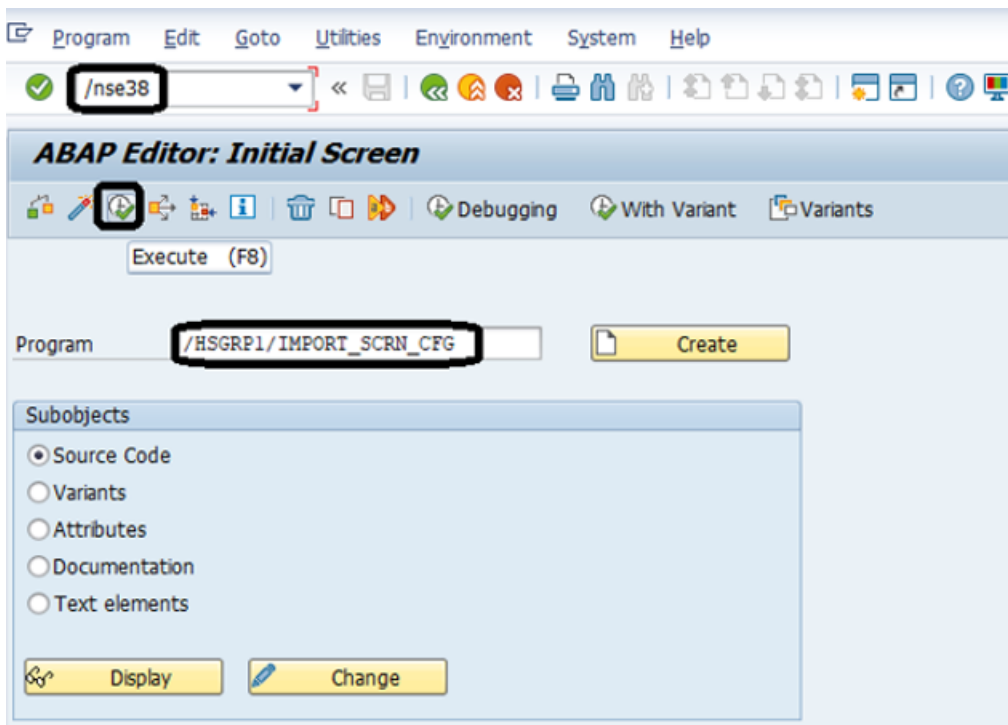 Program Edit Goto Utilities Environment System Help
/nse38
ABAP Editor: Initial Screen
Debugging With Variant Variants
Execute (F8)
Program /HSGRP1/IMPORT_SCRN_CFG Create
Subobjects
Source Code
Variants
Attributes
Documentation
Text elements
Display Change